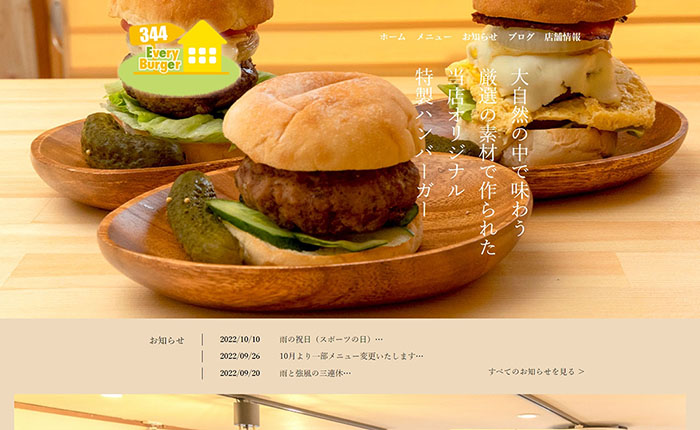 344
Every
Burger
ホーム メニュー お知らせ ブログ 店舗情報
大自然の中で味わう
厳選の素材で作られた
当店オリジナル
特製ハンバーガー
お知らせ
2022/10/10 雨の祝日（スポーツの日）…
2022/09/26 10月より一部メニュー変更いたします…
2022/09/20 雨と強風の三連休…
すべてのお知らせを見る ＞